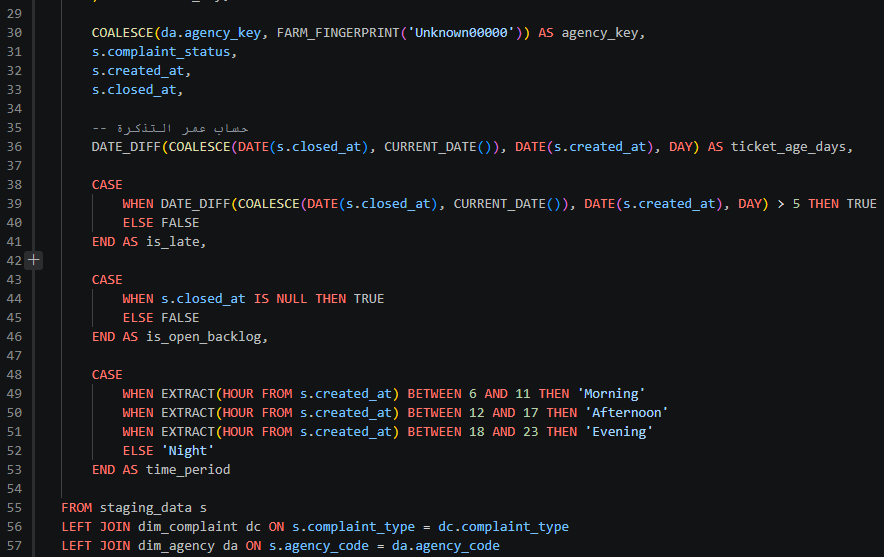 29
30 COALESCE(da.agency_key, FARM_FINGERPRINT('Unknown00000')) AS agency_key,
31 s.complaint_status,
32 s.created_at,
33 s.closed_at,
34
35 -- حساب عمر التذكرة
36 DATE_DIFF(COALESCE(DATE(s.closed_at), CURRENT_DATE()), DATE(s.created_at), DAY) AS ticket_age_days,
37
38 CASE
39 WHEN DATE_DIFF(COALESCE(DATE(s.closed_at), CURRENT_DATE()), DATE(s.created_at), DAY) > 5 THEN TRUE
40 ELSE FALSE
41 END AS is_late,
42 +
43 CASE
44 WHEN s.closed_at IS NULL THEN TRUE
45 ELSE FALSE
46 END AS is_open_backlog,
47
48 CASE
49 WHEN EXTRACT(HOUR FROM s.created_at) BETWEEN 6 AND 11 THEN 'Morning'
50 WHEN EXTRACT(HOUR FROM s.created_at) BETWEEN 12 AND 17 THEN 'Afternoon'
51 WHEN EXTRACT(HOUR FROM s.created_at) BETWEEN 18 AND 23 THEN 'Evening'
52 ELSE 'Night'
53 END AS time_period
54
55 FROM staging_data s
56 LEFT JOIN dim_complaint dc ON s.complaint_type = dc.complaint_type
57 LEFT JOIN dim_agency da ON s.agency_code = da.agency_code